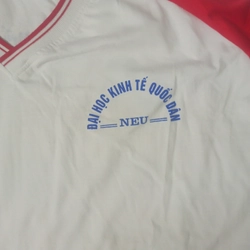 ĐẠI HỌC KINH TẾ QUỐC DÂN
NEU